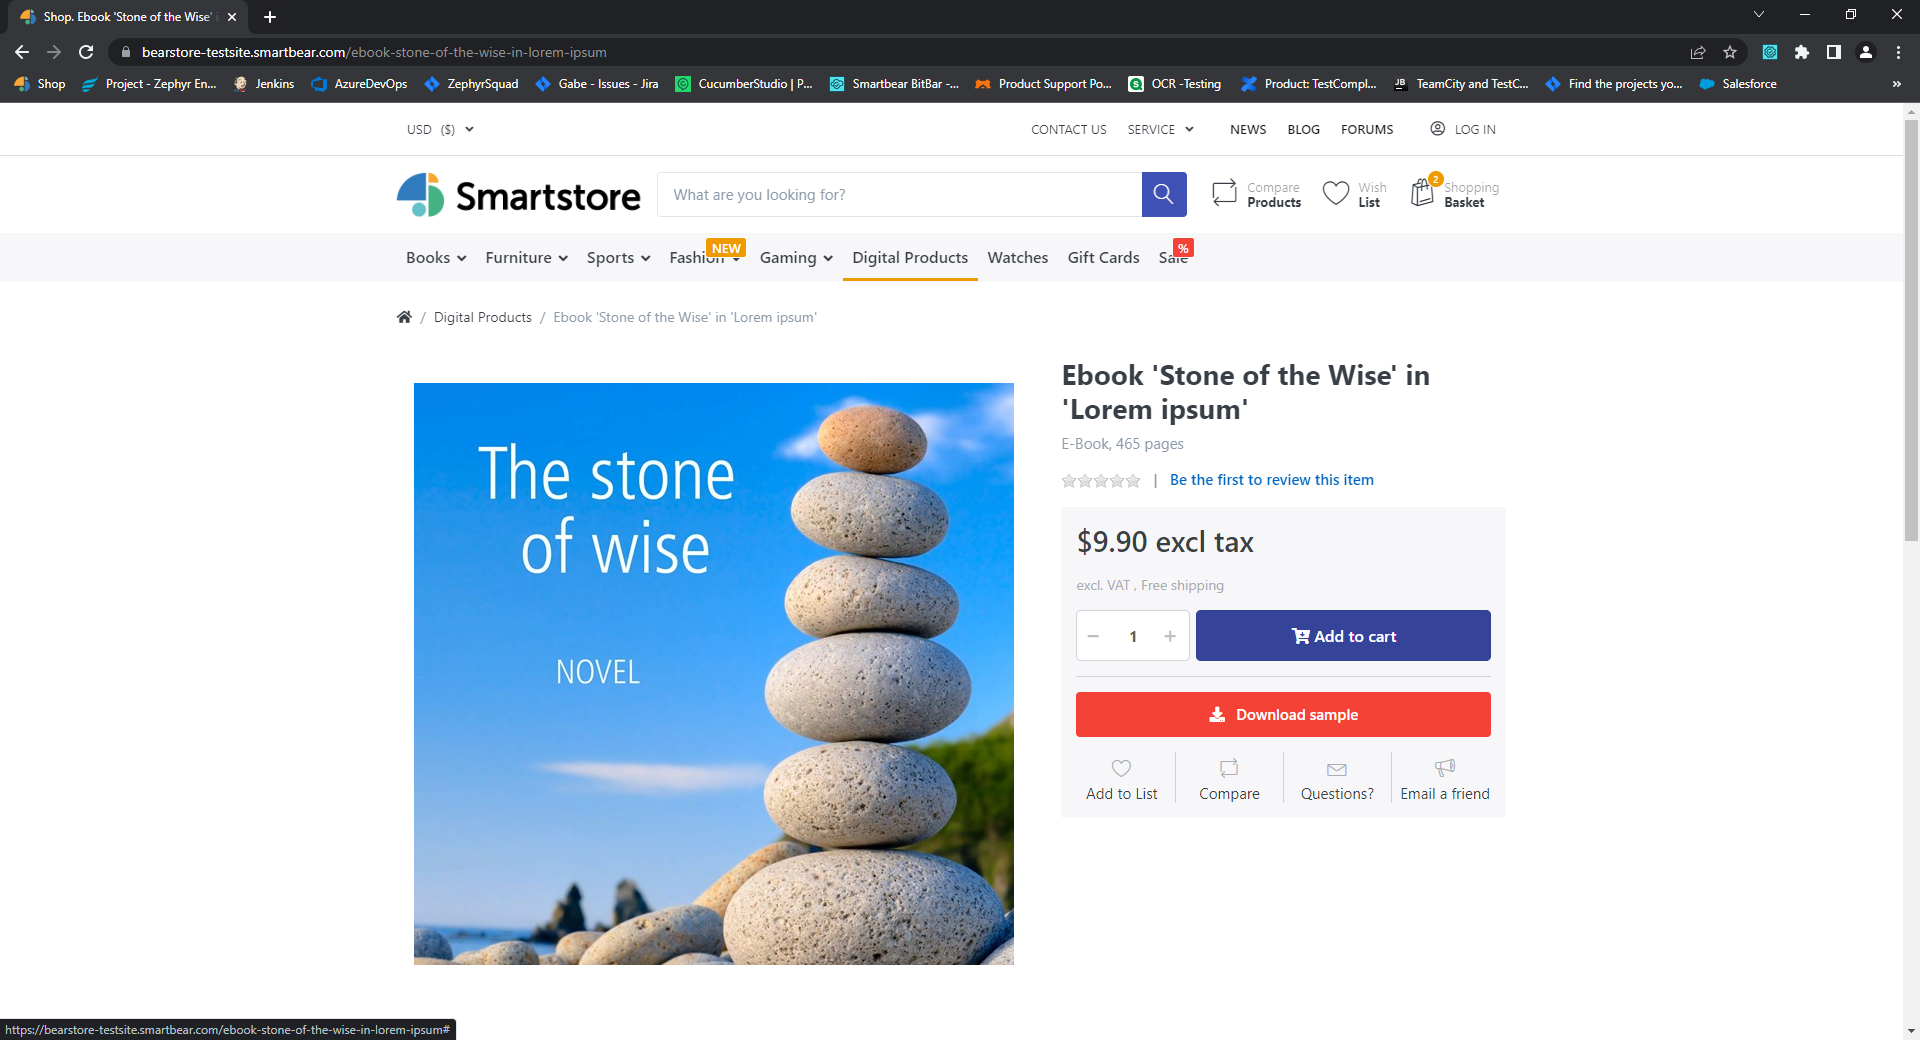 Shop. Ebook 'Stone of the Wise'
bearstore-testsite.smartbear.com/ebook-stone-of-the-wise-in-lorem-ipsum
Shop Project - Zephyr En... Jenkins AzureDevOps ZephyrSquad Gabe - Issues - Jira CucumberStudio | P... Smartbear BitBar -... Product Support Po... OCR -Testing Product: TestCompl... TeamCity and TestC... Find the projects yo... Salesforce »
USD ($) CONTACT US SERVICE NEWS BLOG FORUMS LOG IN
Smartstore What are you looking for? Compare Products Wish List 2 Shopping Basket
Books Furniture Sports Fashion NEW Gaming Digital Products Watches Gift Cards Sale %
/ Digital Products / Ebook 'Stone of the Wise' in 'Lorem ipsum'
The stone
of wise
NOVEL
Ebook 'Stone of the Wise' in
'Lorem ipsum'
E-Book, 465 pages
| Be the first to review this item
$9.90 excl tax
excl. VAT , Free shipping
− 1 + Add to cart
Download sample
Add to List Compare Questions? Email a friend
https://bearstore-testsite.smartbear.com/ebook-stone-of-the-wise-in-lorem-ipsum#